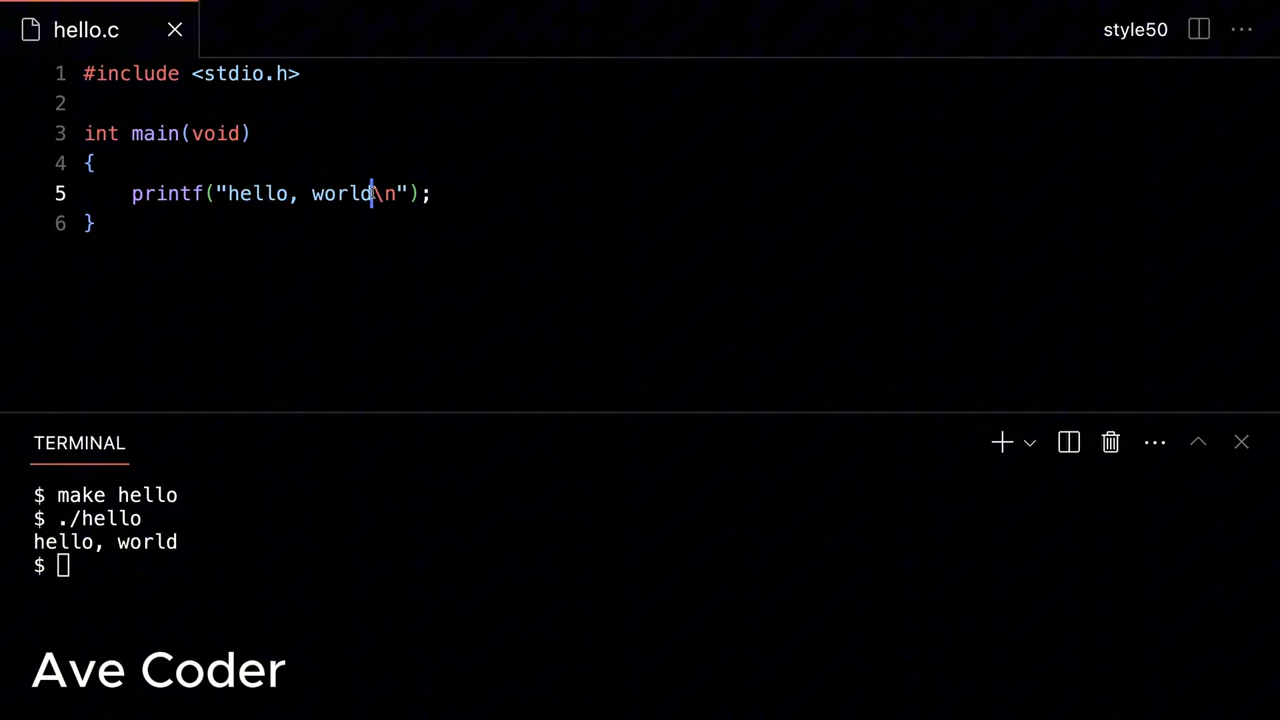 hello.c
style50
1 #include <stdio.h>
2
3 int main(void)
4 {
5     printf("hello, world\n");
6 }
TERMINAL
$ make hello
$ ./hello
hello, world
$
Ave Coder